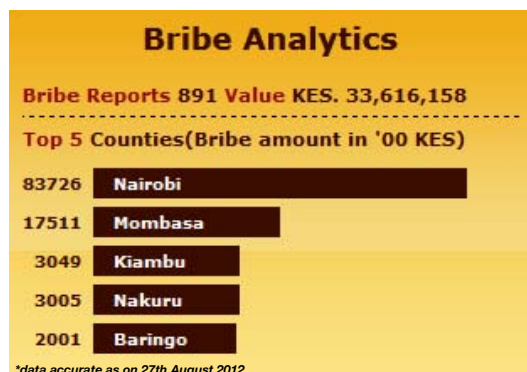 Bribe Analytics
Bribe Reports 891 Value KES. 33,616,158
Top 5 Counties(Bribe amount in '00 KES)
83726 Nairobi
17511 Mombasa
3049 Kiambu
3005 Nakuru
2001 Baringo
*data accurate as on 27th August 2012